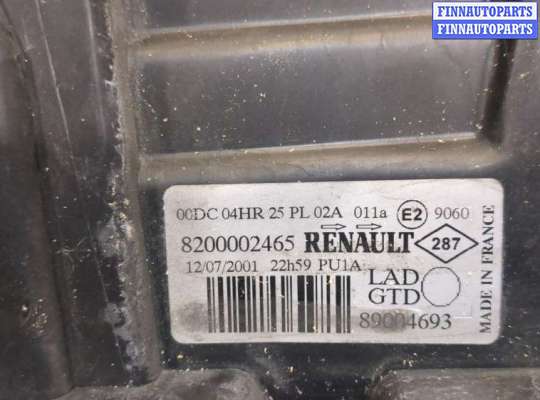 FINNAUTOPARTS
FINNAUTOPARTS
00DC 04HR 25 PL 02A 011a E2 9060
8200002465 RENAULT 287
12/07/2001 22h59 PU1A
LAD
GTD
89004693
MADE IN FRANCE